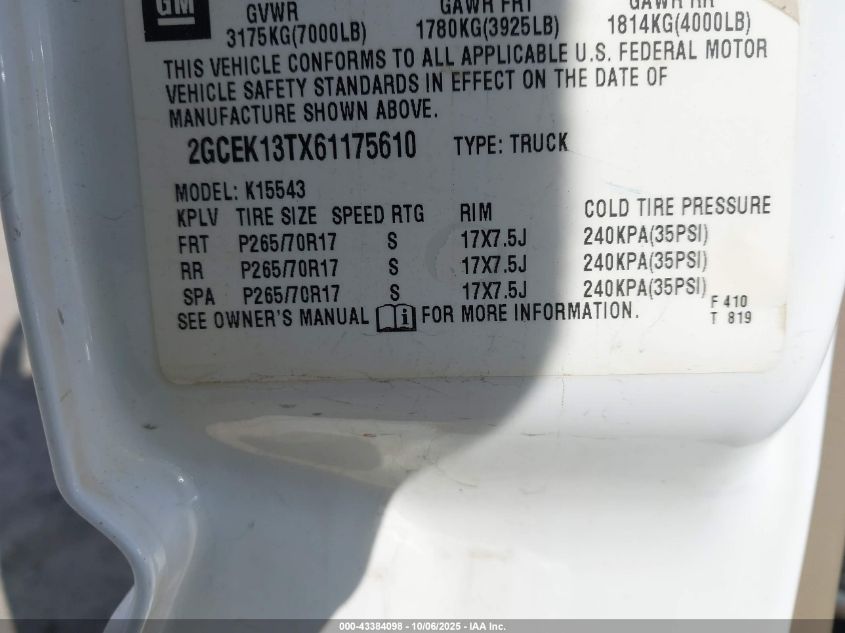 GM
GVWR GAWR FRT GAWR RR
3175KG(7000LB) 1780KG(3925LB) 1814KG(4000LB)
THIS VEHICLE CONFORMS TO ALL APPLICABLE U.S. FEDERAL MOTOR
VEHICLE SAFETY STANDARDS IN EFFECT ON THE DATE OF
MANUFACTURE SHOWN ABOVE.
2GCEK13TX61175610 TYPE: TRUCK
MODEL: K15543
KPLV TIRE SIZE SPEED RTG RIM COLD TIRE PRESSURE
FRT P265/70R17 S 17X7.5J 240KPA(35PSI)
RR P265/70R17 S 17X7.5J 240KPA(35PSI)
SPA P265/70R17 S 17X7.5J 240KPA(35PSI)
SEE OWNER'S MANUAL i FOR MORE INFORMATION.
F 410
T 819
000-43384098 - 10/06/2025 - IAA Inc.